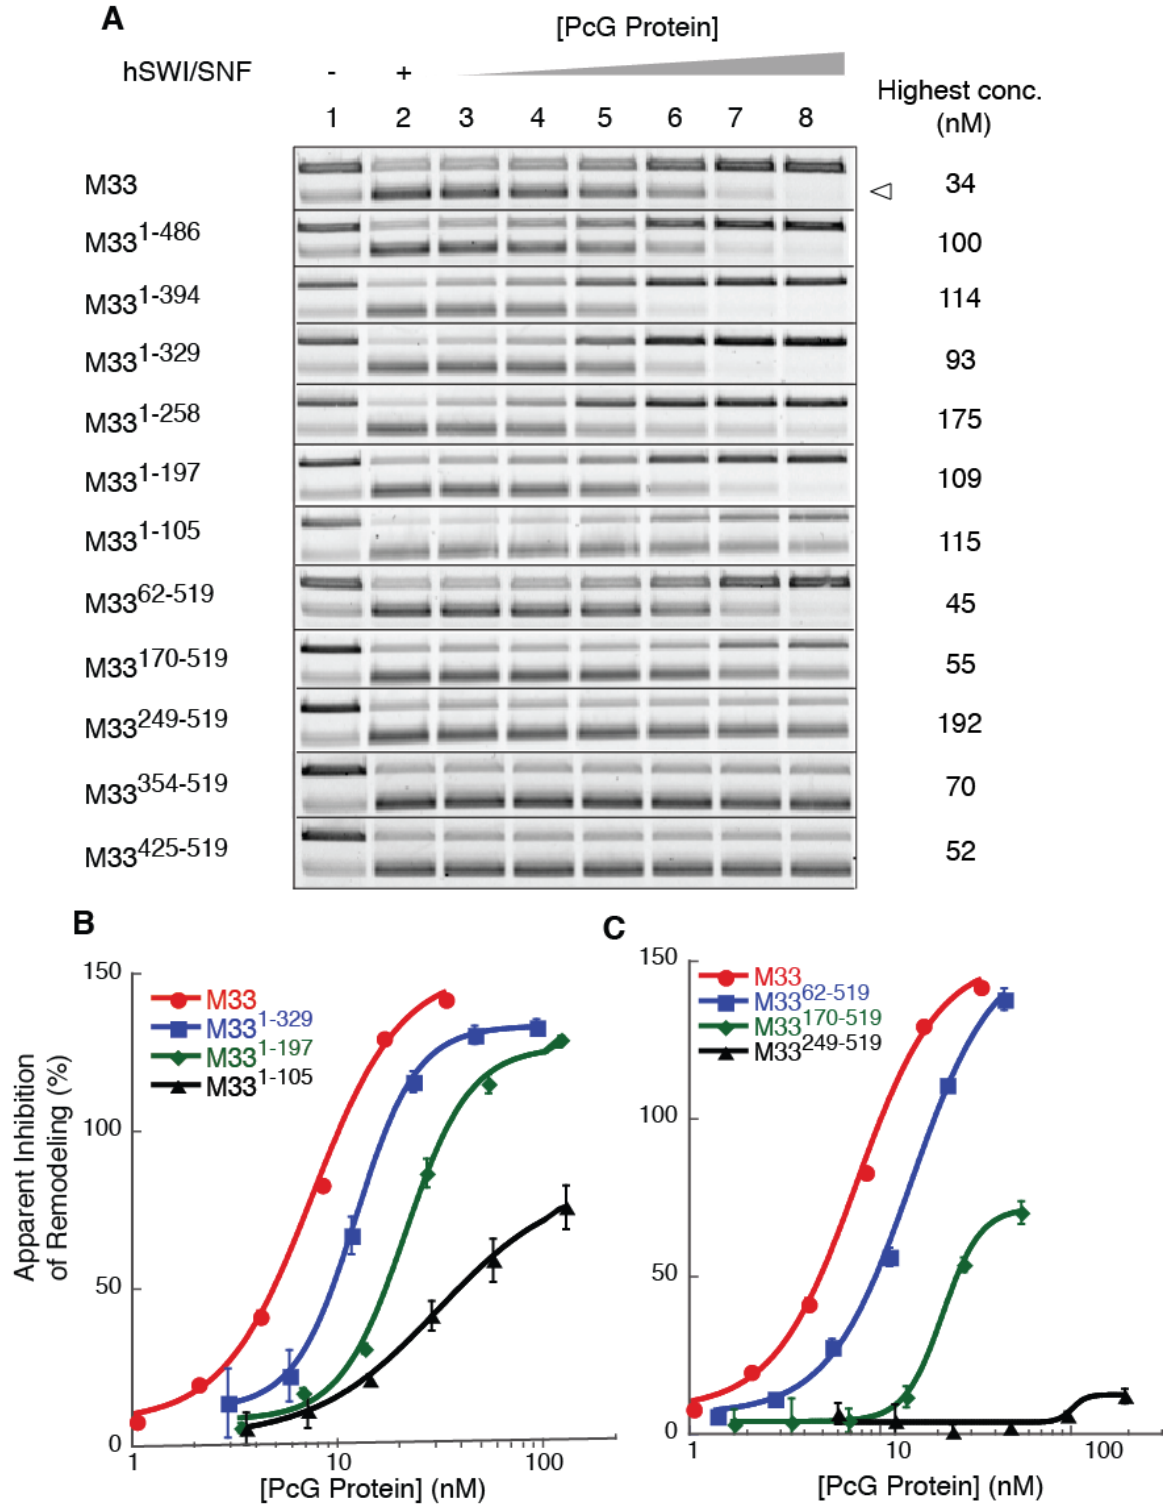 A
[PcG Protein]
hSWI/SNF - +
Highest conc.
(nM)
1 2 3 4 5 6 7 8
M33 34
M33 1-486 100
M33 1-394 114
M33 1-329 93
M33 1-258 175
M33 1-197 109
M33 1-105 115
M33 62-519 45
M33 170-519 55
M33 249-519 192
M33 354-519 70
M33 425-519 52
B
Apparent Inhibition
of Remodeling (%)
150
100
50
0
M33
M33 1-329
M33 1-197
M33 1-105
1 10 100
[PcG Protein] (nM)
C
150
100
50
0
M33
M33 62-519
M33 170-519
M33 249-519
1 10 100
[PcG Protein] (nM)